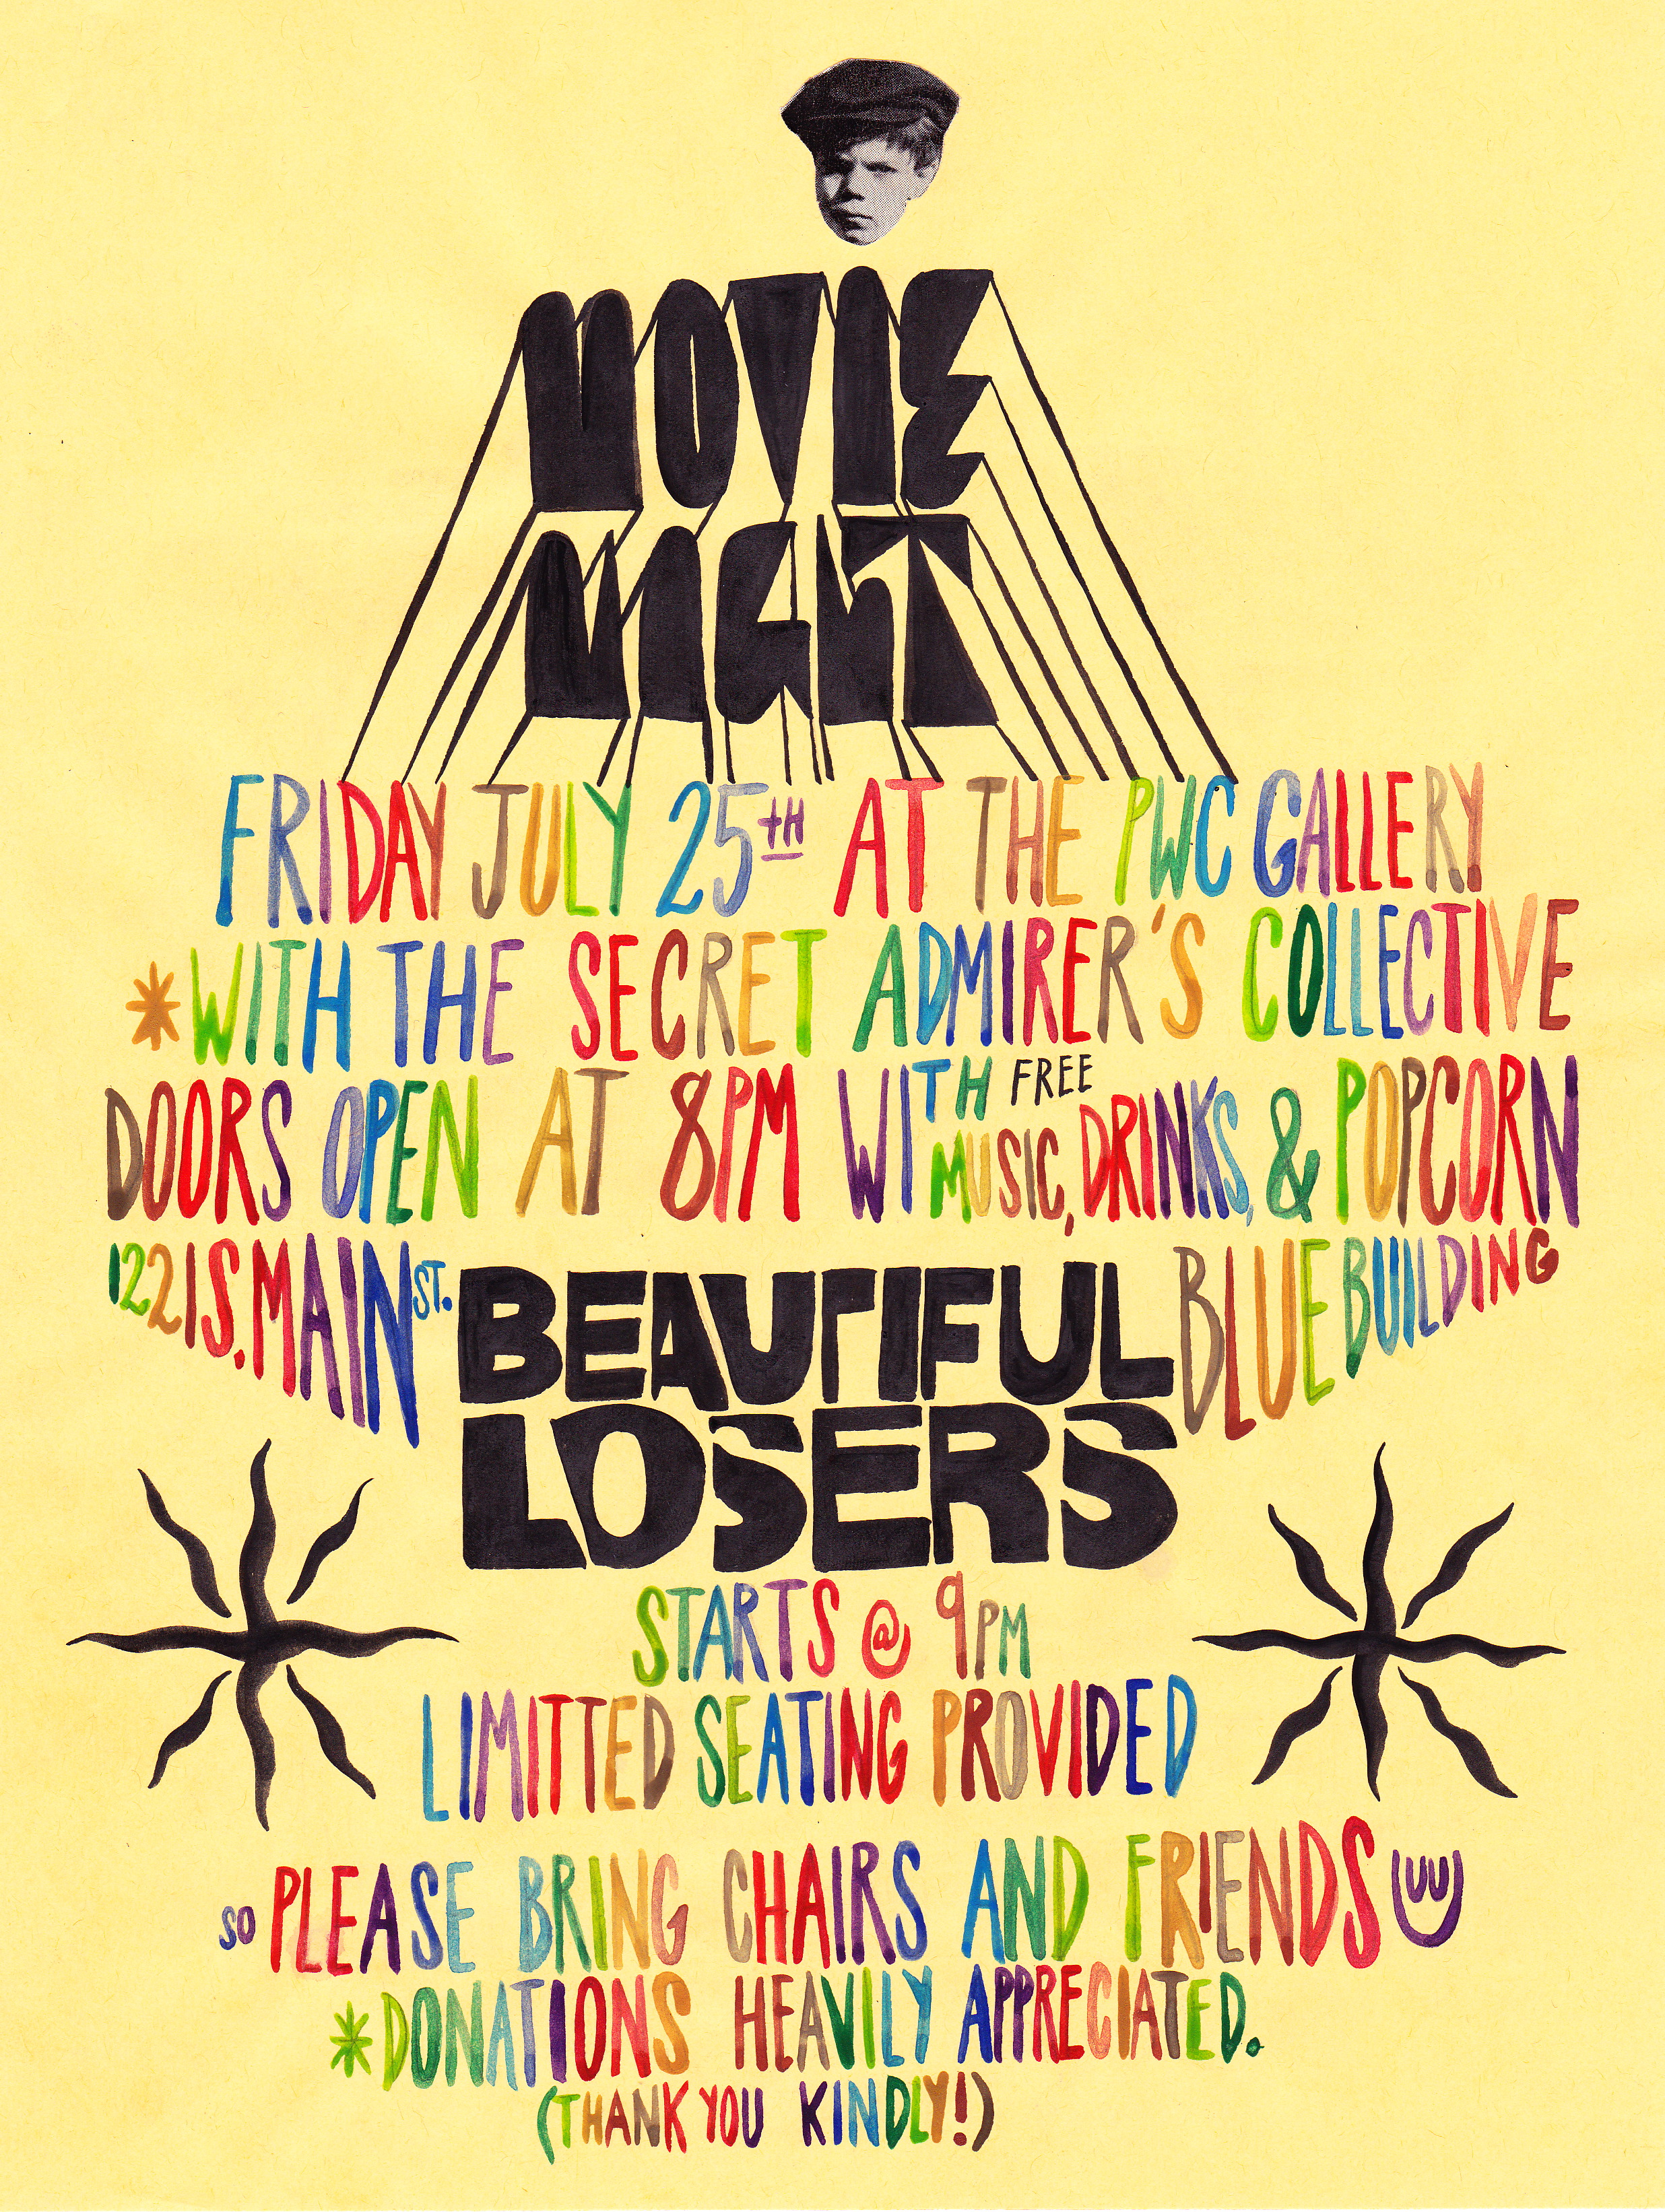 MOVIE
NIGHT
FRIDAY JULY 25TH AT THE PWC GALLERY
*WITH THE SECRET ADMIRER'S COLLECTIVE
DOORS OPEN AT 8PM WITH FREE MUSIC, DRINKS, & POPCORN
1221 S. MAIN ST.
BEAUTIFUL
LOSERS
BLUE BUILDING
STARTS @ 9PM
LIMITTED SEATING PROVIDED
SO PLEASE BRING CHAIRS AND FRIENDS
*DONATIONS HEAVILY APPRECIATED.
(THANK YOU KINDLY!)